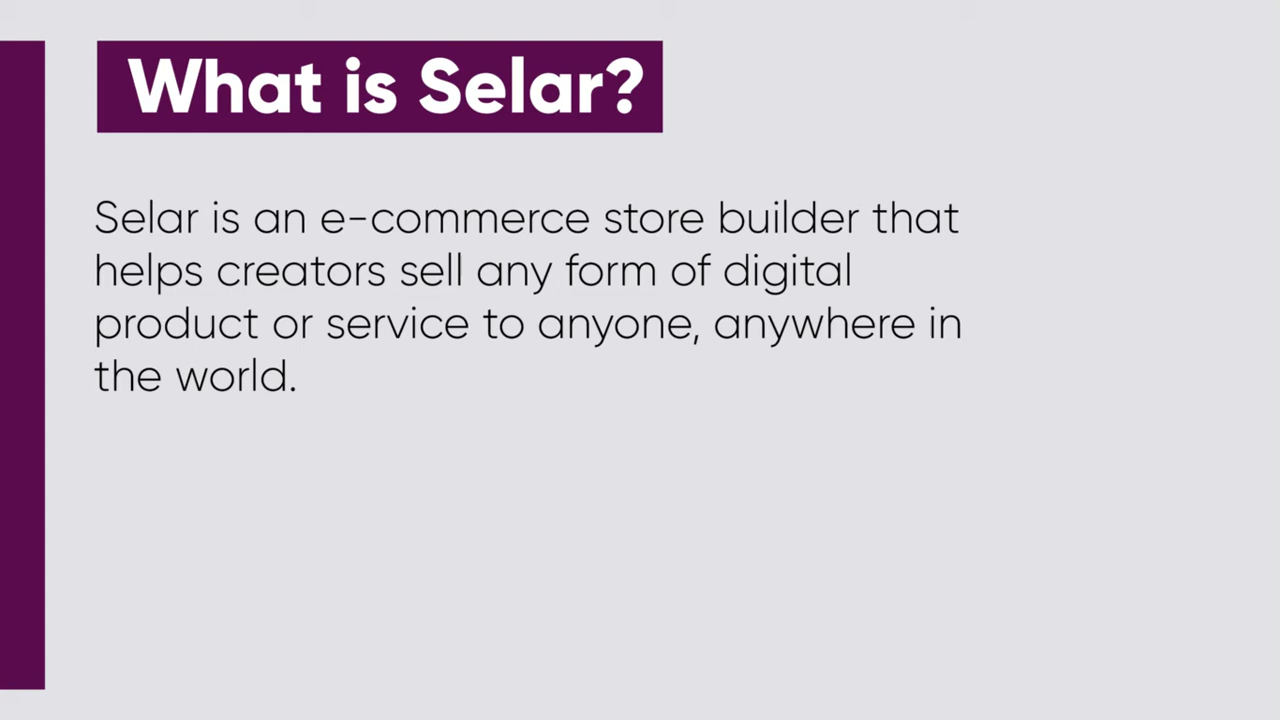 What is Selar?
Selar is an e-commerce store builder that
helps creators sell any form of digital
product or service to anyone, anywhere in
the world.